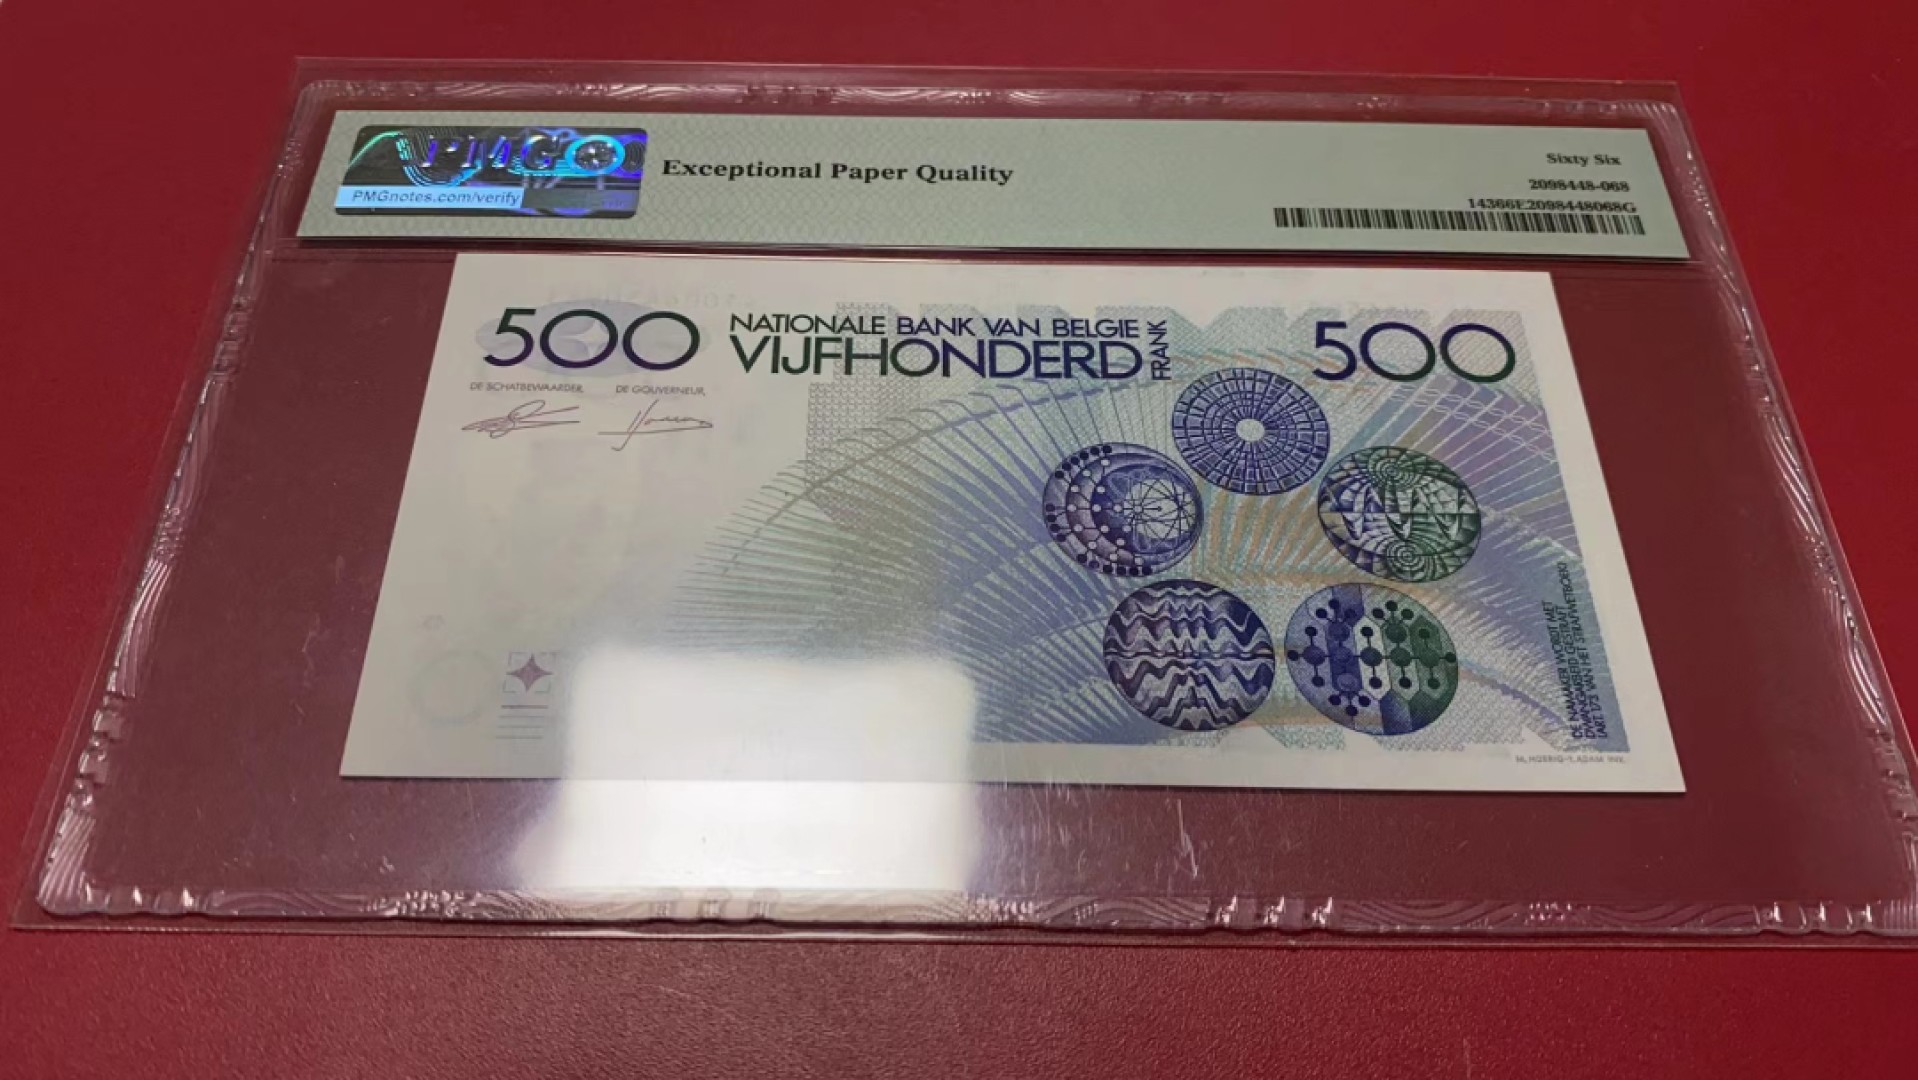 PMG
PMGnotes.com/verify
Exceptional Paper Quality
Sixty Six
2098448-068
14366E2098448068G
500
NATIONALE BANK VAN BELGIE
VIJFHONDERD
FRANK
500
DE SCHATBEWAARDER,
DE GOUVERNEUR,
DE NAMAKER WORDT MET
DWANGARBEID GESTRAFT
(ART. 173 VAN HET STRAFWETBOEK)